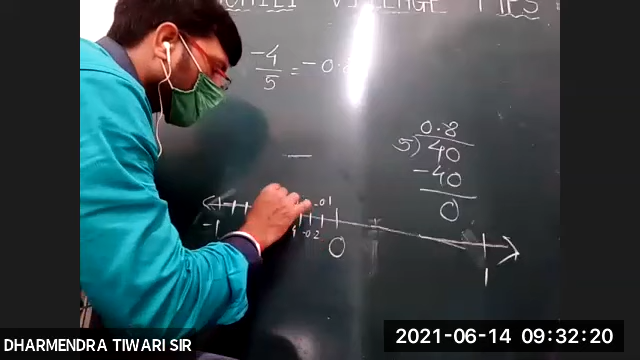 VILLAGE
-4/5 = -0.8
0.8
5) 40
-40
0
-0.1
-0.2
-1 0 1
DHARMENDRA TIWARI SIR
2021-06-14 09:32:20